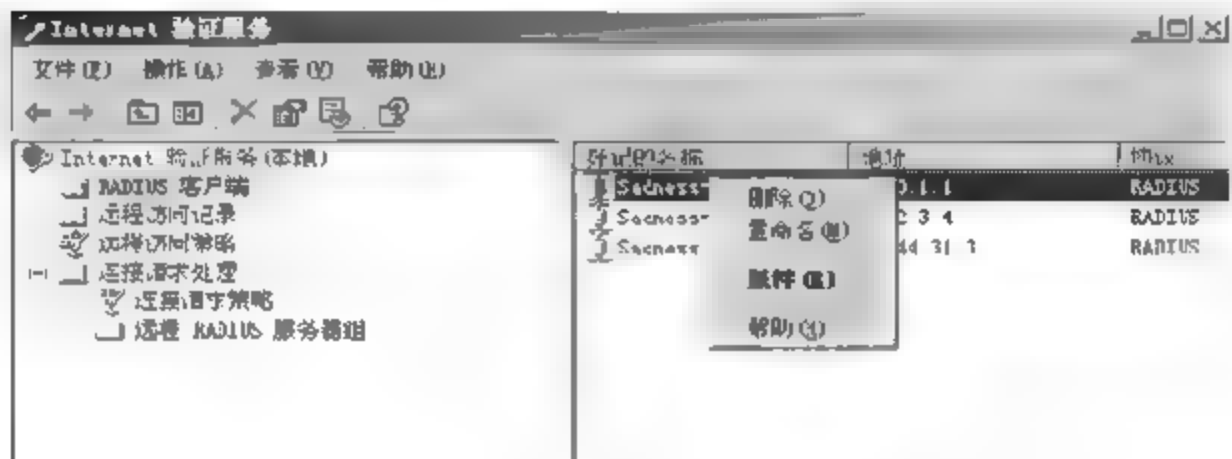 Internet 验证服务
文件(F) 操作(A) 查看(V) 帮助(H)
Internet 验证服务(本地)
RADIUS 客户端
远程访问记录
远程访问策略
连接请求处理
连接请求策略
远程 RADIUS 服务器组
地址 协议
RADIUS
RADIUS
RADIUS
删除
重命名(M)
属性(R)
帮助